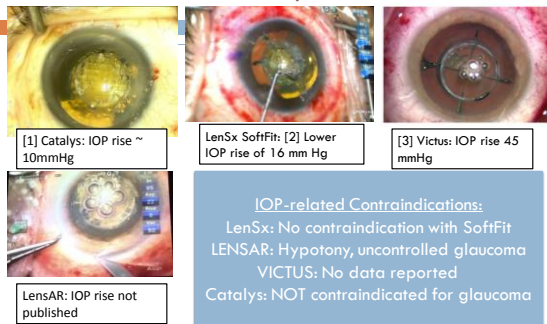 [1] Catalys: IOP rise ~
10mmHg
LenSx SoftFit: [2] Lower
IOP rise of 16 mm Hg
[3] Victus: IOP rise 45
mmHg
LensAR: IOP rise not
published
IOP-related Contraindications:
LenSx: No contraindication with SoftFit
LENSAR: Hypotony, uncontrolled glaucoma
VICTUS: No data reported
Catalys: NOT contraindicated for glaucoma